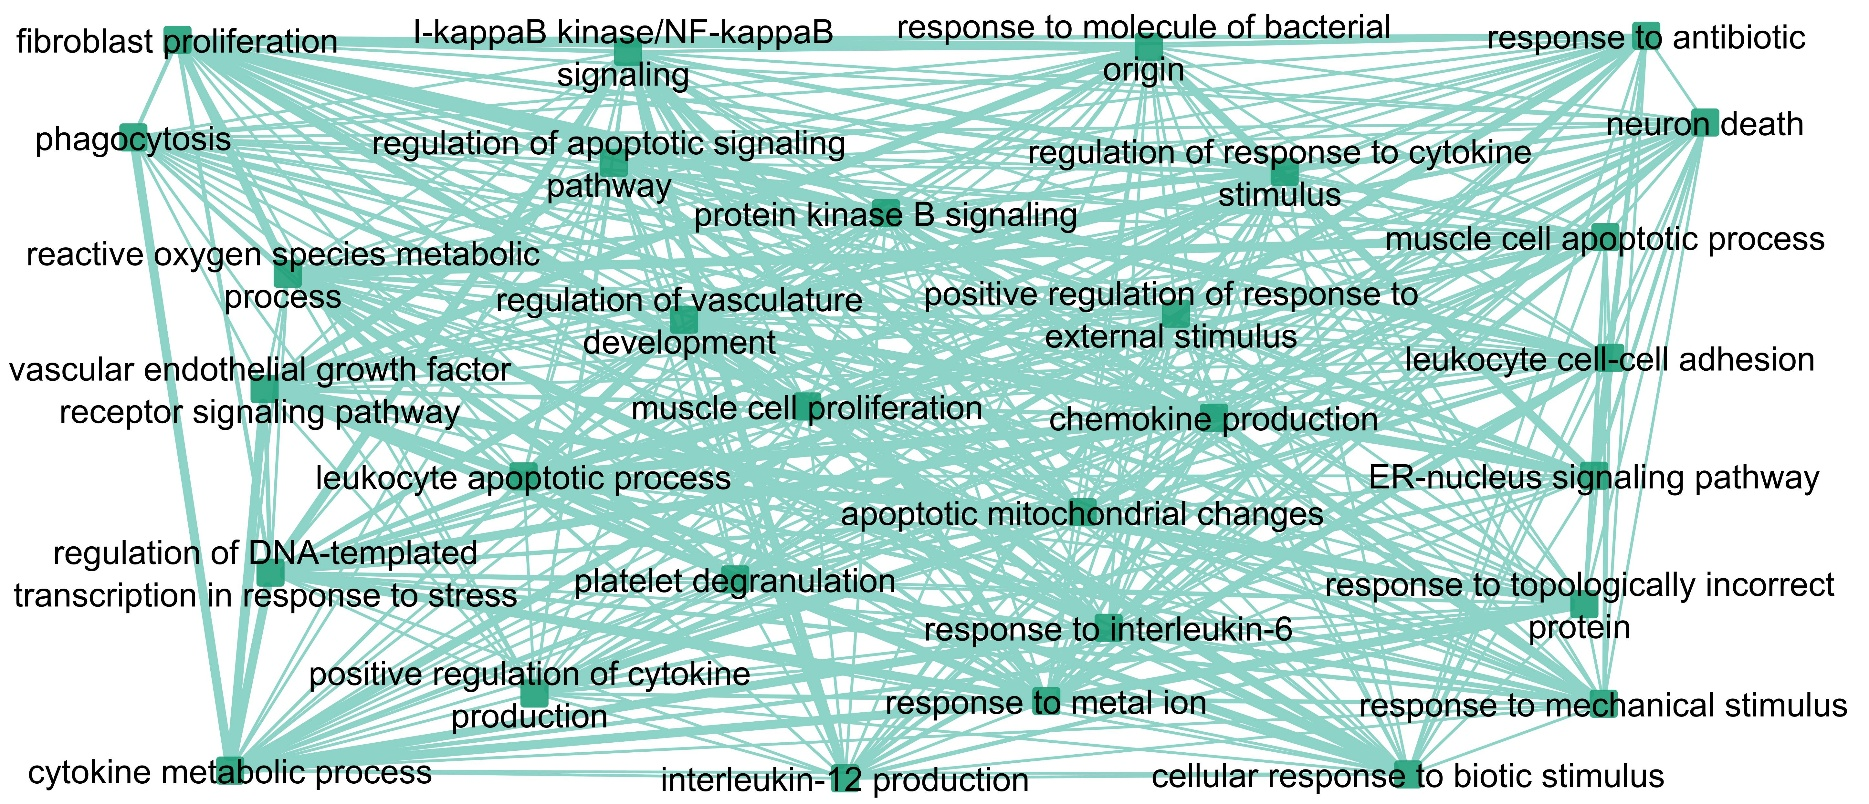 fibroblast proliferation
I-kappaB kinase/NF-kappaB
signaling
response to molecule of bacterial
origin
response to antibiotic
phagocytosis
regulation of apoptotic signaling
pathway
regulation of response to cytokine
stimulus
neuron death
protein kinase B signaling
muscle cell apoptotic process
reactive oxygen species metabolic
process
regulation of vasculature
development
positive regulation of response to
external stimulus
leukocyte cell-cell adhesion
vascular endothelial growth factor
receptor signaling pathway
muscle cell proliferation
chemokine production
leukocyte apoptotic process
ER-nucleus signaling pathway
apoptotic mitochondrial changes
regulation of DNA-templated
transcription in response to stress
platelet degranulation
response to topologically incorrect
protein
response to interleukin-6
positive regulation of cytokine
production
response to metal ion
response to mechanical stimulus
cytokine metabolic process
interleukin-12 production
cellular response to biotic stimulus